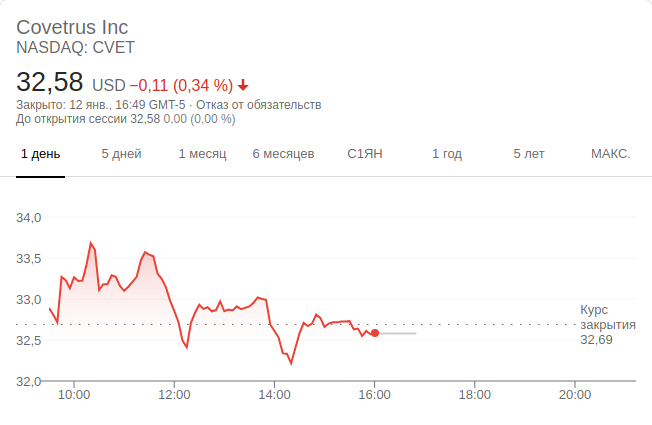 Covetrus Inc
NASDAQ: CVET
32,58 USD −0,11 (0,34 %)
Закрыто: 12 янв., 16:49 GMT-5 · Отказ от обязательств
До открытия сессии 32,58 0,00 (0,00 %)
1 день 5 дней 1 месяц 6 месяцев С1ЯН 1 год 5 лет МАКС.
34,0
33,5
33,0
32,5
32,0
Курс
закрытия
32,69
10:00 12:00 14:00 16:00 18:00 20:00